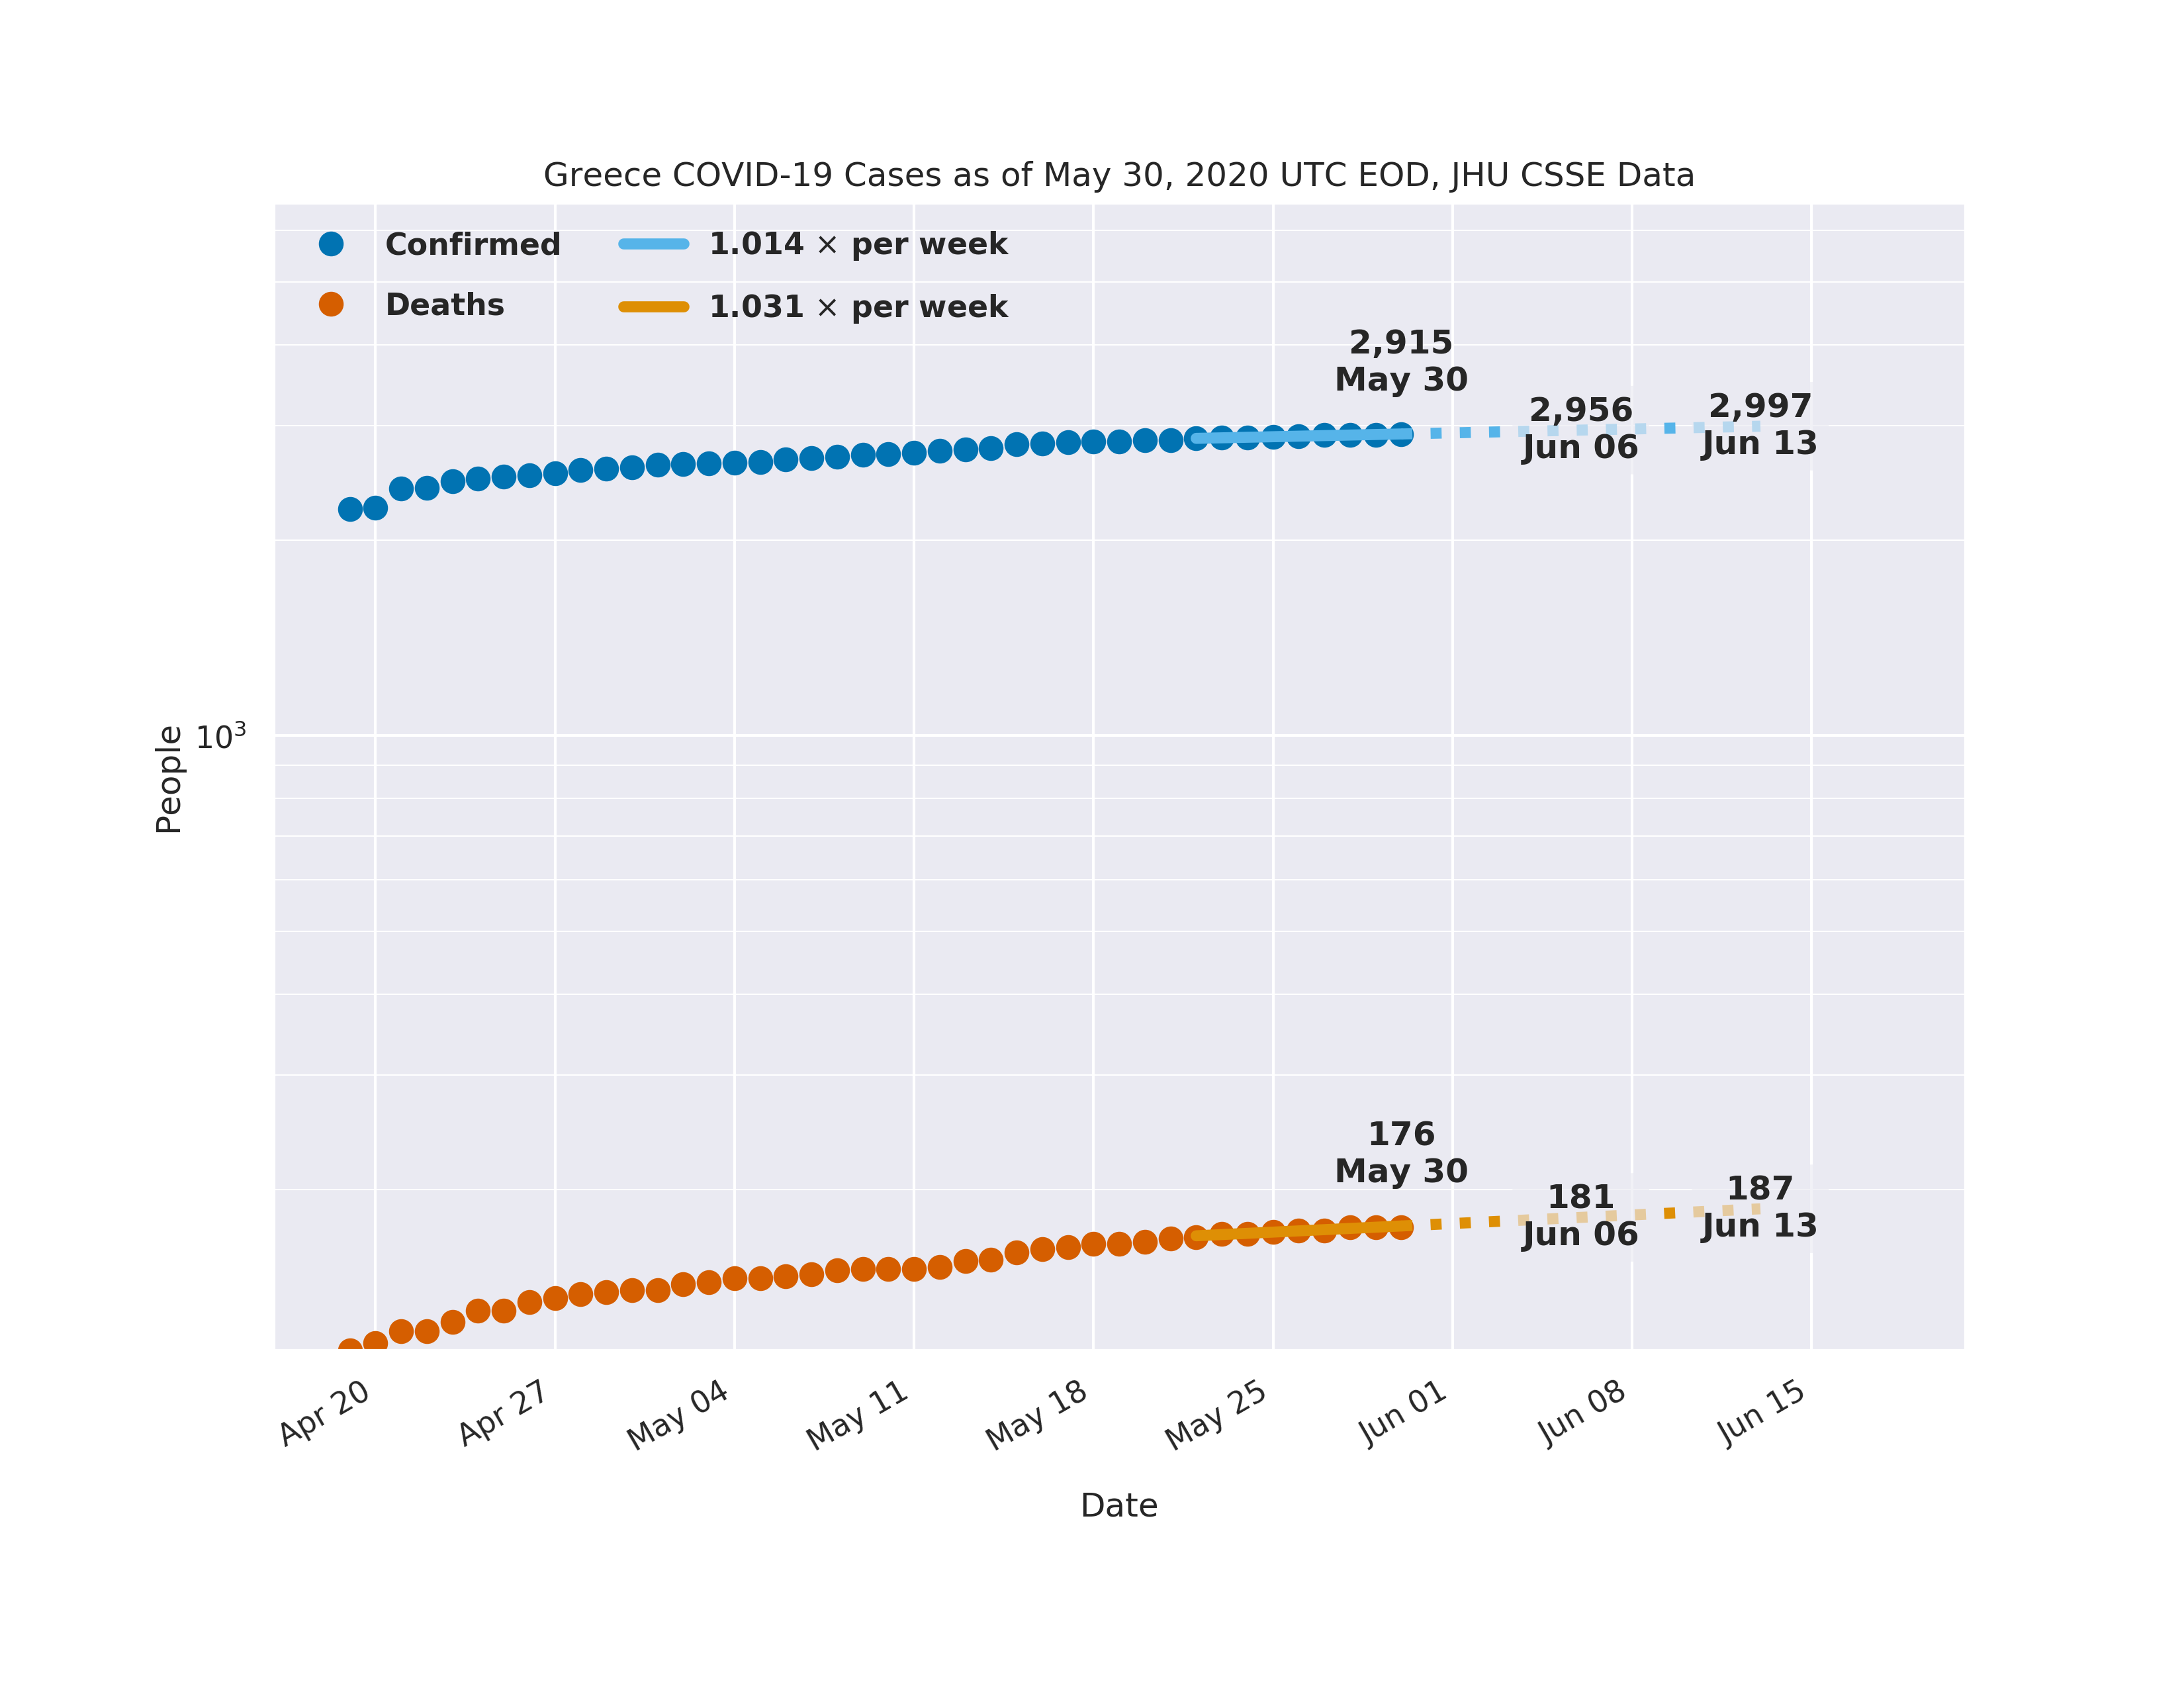 Greece COVID-19 Cases as of May 30, 2020 UTC EOD, JHU CSSE Data
Confirmed
Deaths
1.014 × per week
1.031 × per week
2,915
May 30
2,956
Jun 06
2,997
Jun 13
People
10³
176
May 30
181
Jun 06
187
Jun 13
Apr 20
Apr 27
May 04
May 11
May 18
May 25
Jun 01
Jun 08
Jun 15
Date